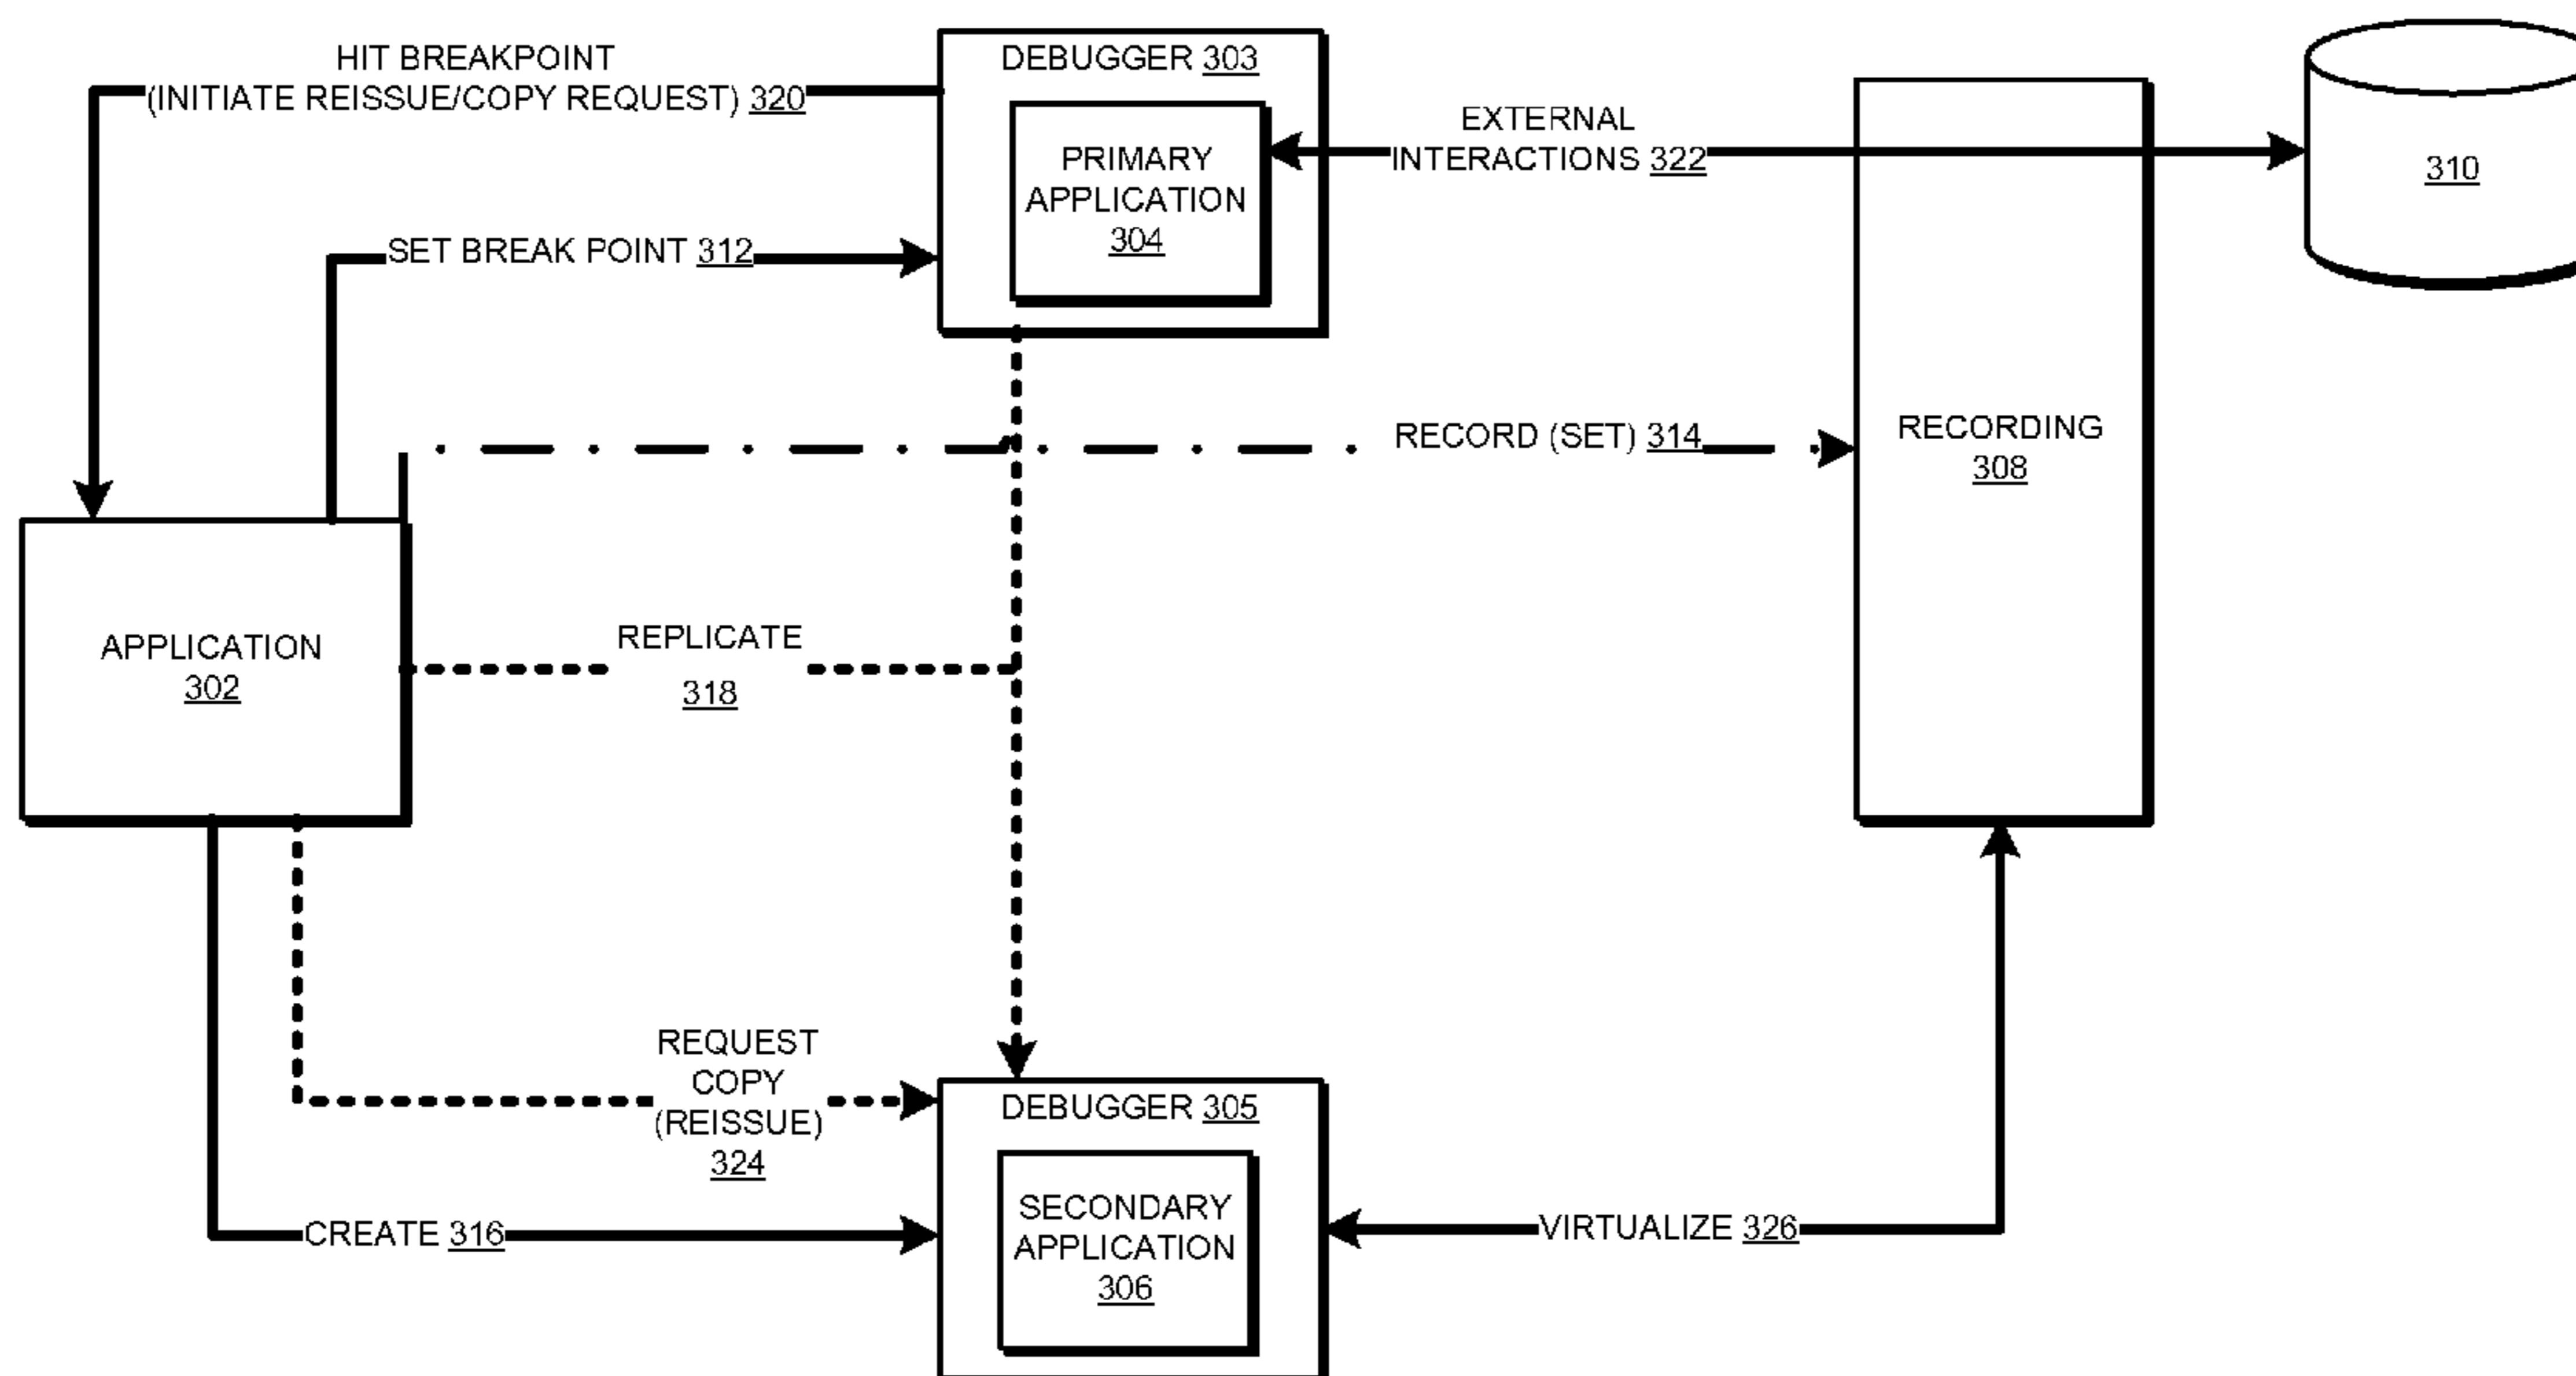 HIT BREAKPOINT
(INITIATE REISSUE/COPY REQUEST) 320
DEBUGGER 303
PRIMARY
APPLICATION
304
EXTERNAL
INTERACTIONS 322
310
SET BREAK POINT 312
RECORD (SET) 314
RECORDING
308
APPLICATION
302
REPLICATE
318
REQUEST
COPY
(REISSUE)
324
DEBUGGER 305
SECONDARY
APPLICATION
306
CREATE 316
VIRTUALIZE 326